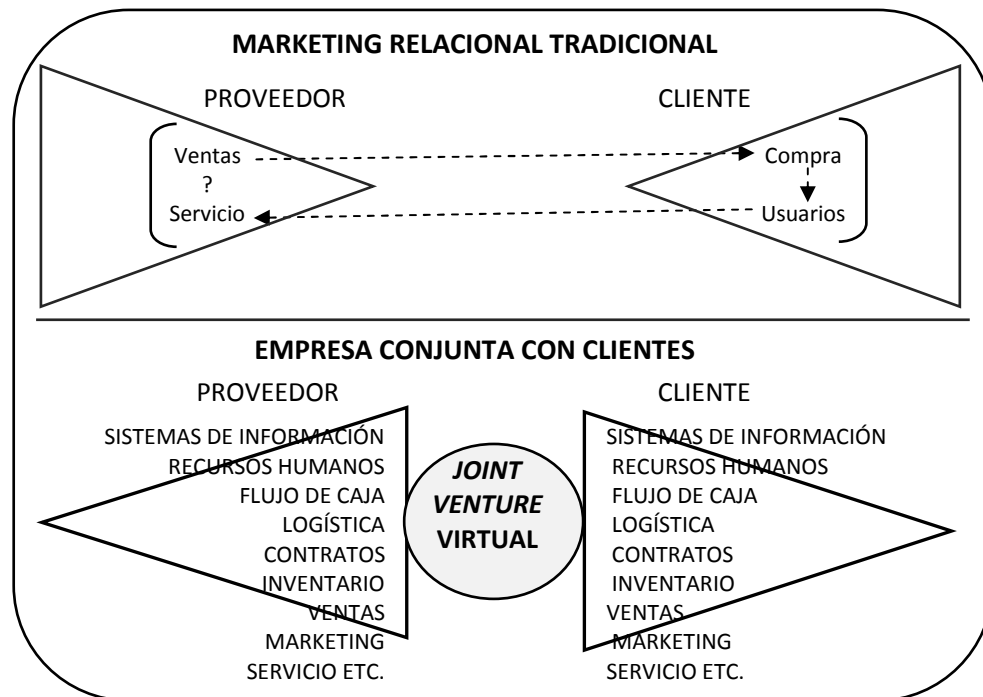 MARKETING RELACIONAL TRADICIONAL
PROVEEDOR CLIENTE
Ventas Compra
?
Servicio Usuarios
EMPRESA CONJUNTA CON CLIENTES
PROVEEDOR CLIENTE
SISTEMAS DE INFORMACIÓN
RECURSOS HUMANOS
FLUJO DE CAJA
LOGÍSTICA
CONTRATOS
INVENTARIO
VENTAS
MARKETING
SERVICIO ETC.
JOINT
VENTURE
VIRTUAL
SISTEMAS DE INFORMACIÓN
RECURSOS HUMANOS
FLUJO DE CAJA
LOGÍSTICA
CONTRATOS
INVENTARIO
VENTAS
MARKETING
SERVICIO ETC.